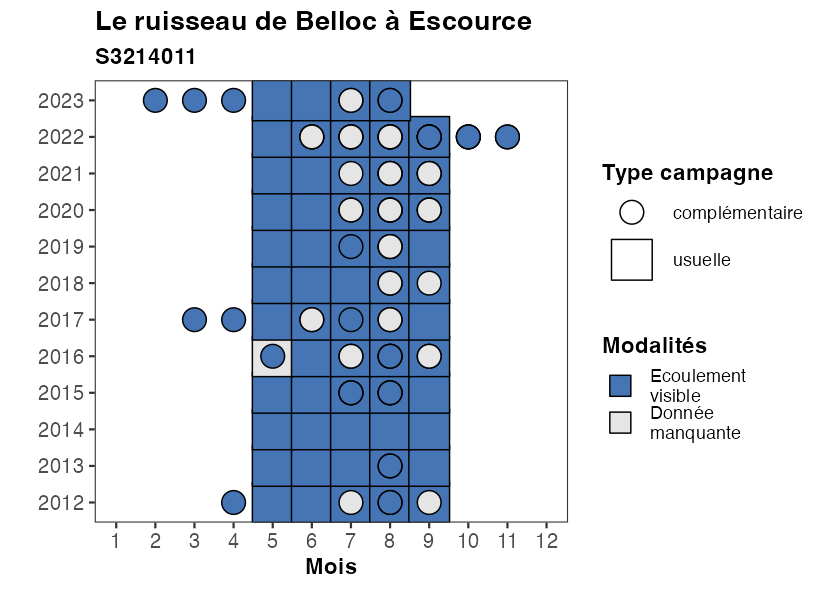 Le ruisseau de Belloc à Escource
S3214011
2023
2022
2021
2020
2019
2018
2017
2016
2015
2014
2013
2012
1 2 3 4 5 6 7 8 9 10 11 12
Mois
Type campagne
complémentaire
usuelle
Modalités
Ecoulement
visible
Donnée
manquante